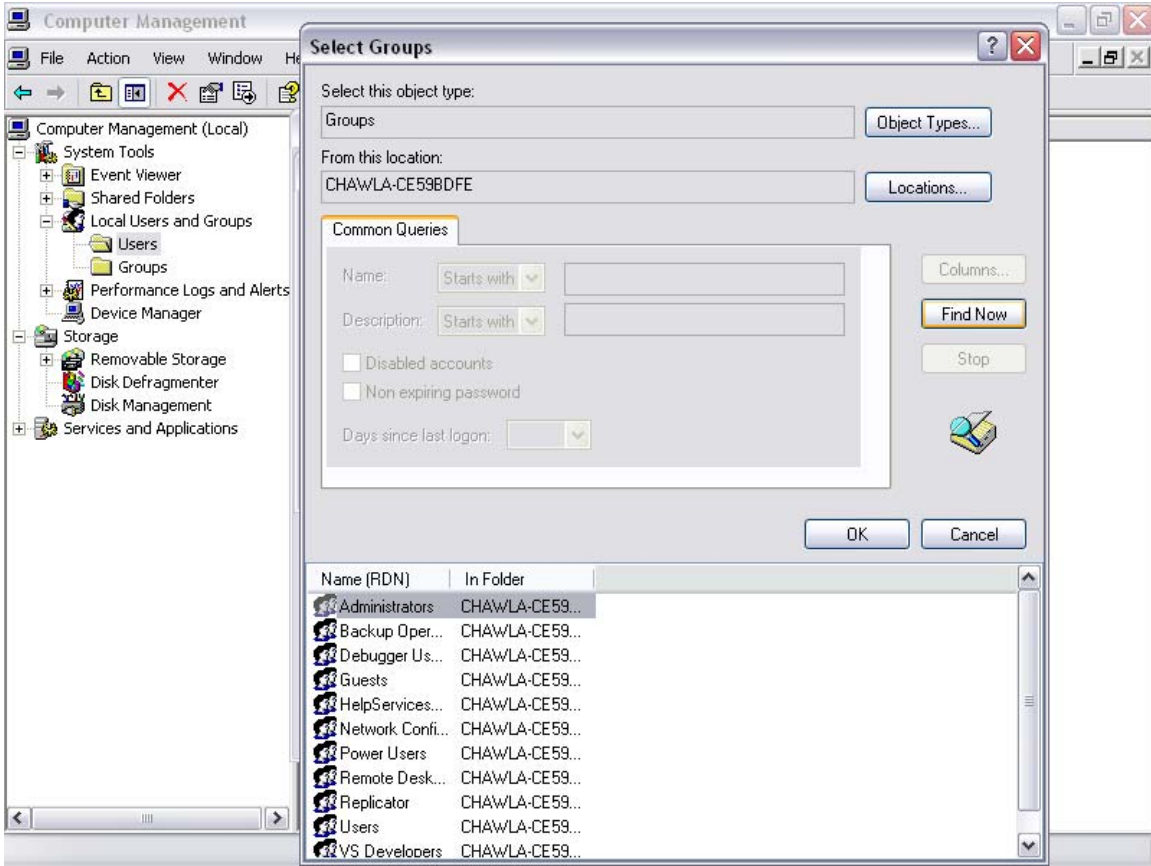 Computer Management
File Action View Window He
Computer Management (Local)
System Tools
Event Viewer
Shared Folders
Local Users and Groups
Users
Groups
Performance Logs and Alerts
Device Manager
Storage
Removable Storage
Disk Defragmenter
Disk Management
Services and Applications
Select Groups
Select this object type:
Groups
Object Types...
From this location:
CHAWLA-CE59BDFE
Locations...
Common Queries
Name: Starts with
Description: Starts with
Disabled accounts
Non expiring password
Days since last logon:
Columns...
Find Now
Stop
OK Cancel
Name (RDN) In Folder
Administrators CHAWLA-CE59...
Backup Oper... CHAWLA-CE59...
Debugger Us... CHAWLA-CE59...
Guests CHAWLA-CE59...
HelpServices... CHAWLA-CE59...
Network Confi... CHAWLA-CE59...
Power Users CHAWLA-CE59...
Remote Desk... CHAWLA-CE59...
Replicator CHAWLA-CE59...
Users CHAWLA-CE59...
VS Developers CHAWLA-CE59...